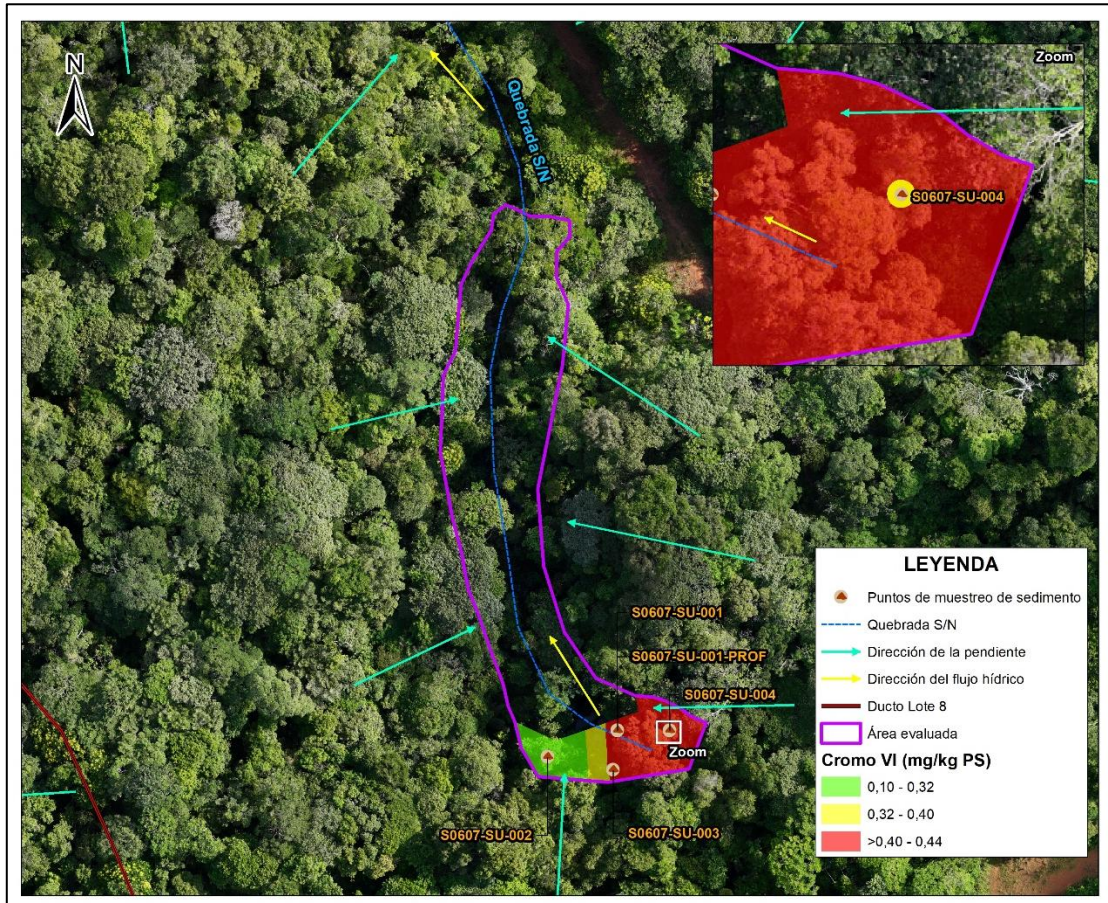 N
Quebrada S/N
Zoom
S0607-SU-004
S0607-SU-001
S0607-SU-001-PROF
S0607-SU-004
Zoom
S0607-SU-002
S0607-SU-003
LEYENDA
Puntos de muestreo de sedimento
Quebrada S/N
Dirección de la pendiente
Dirección del flujo hídrico
Ducto Lote 8
Área evaluada
Cromo VI (mg/kg PS)
0,10 - 0,32
0,32 - 0,40
>0,40 - 0,44